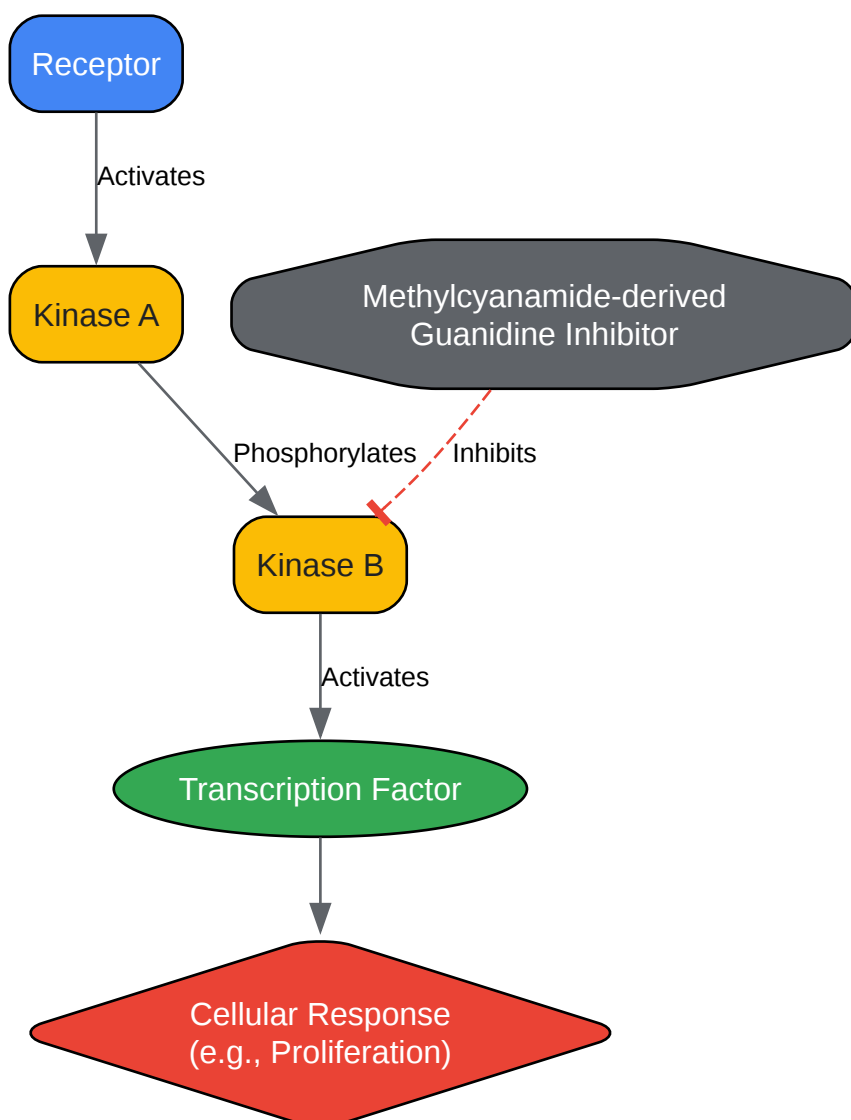 Receptor
Activates
Methylcyanamide-derived
Guanidine Inhibitor
Kinase A
Phosphorylates
Inhibits
Kinase B
Activates
Transcription Factor
Cellular Response
(e.g., Proliferation)